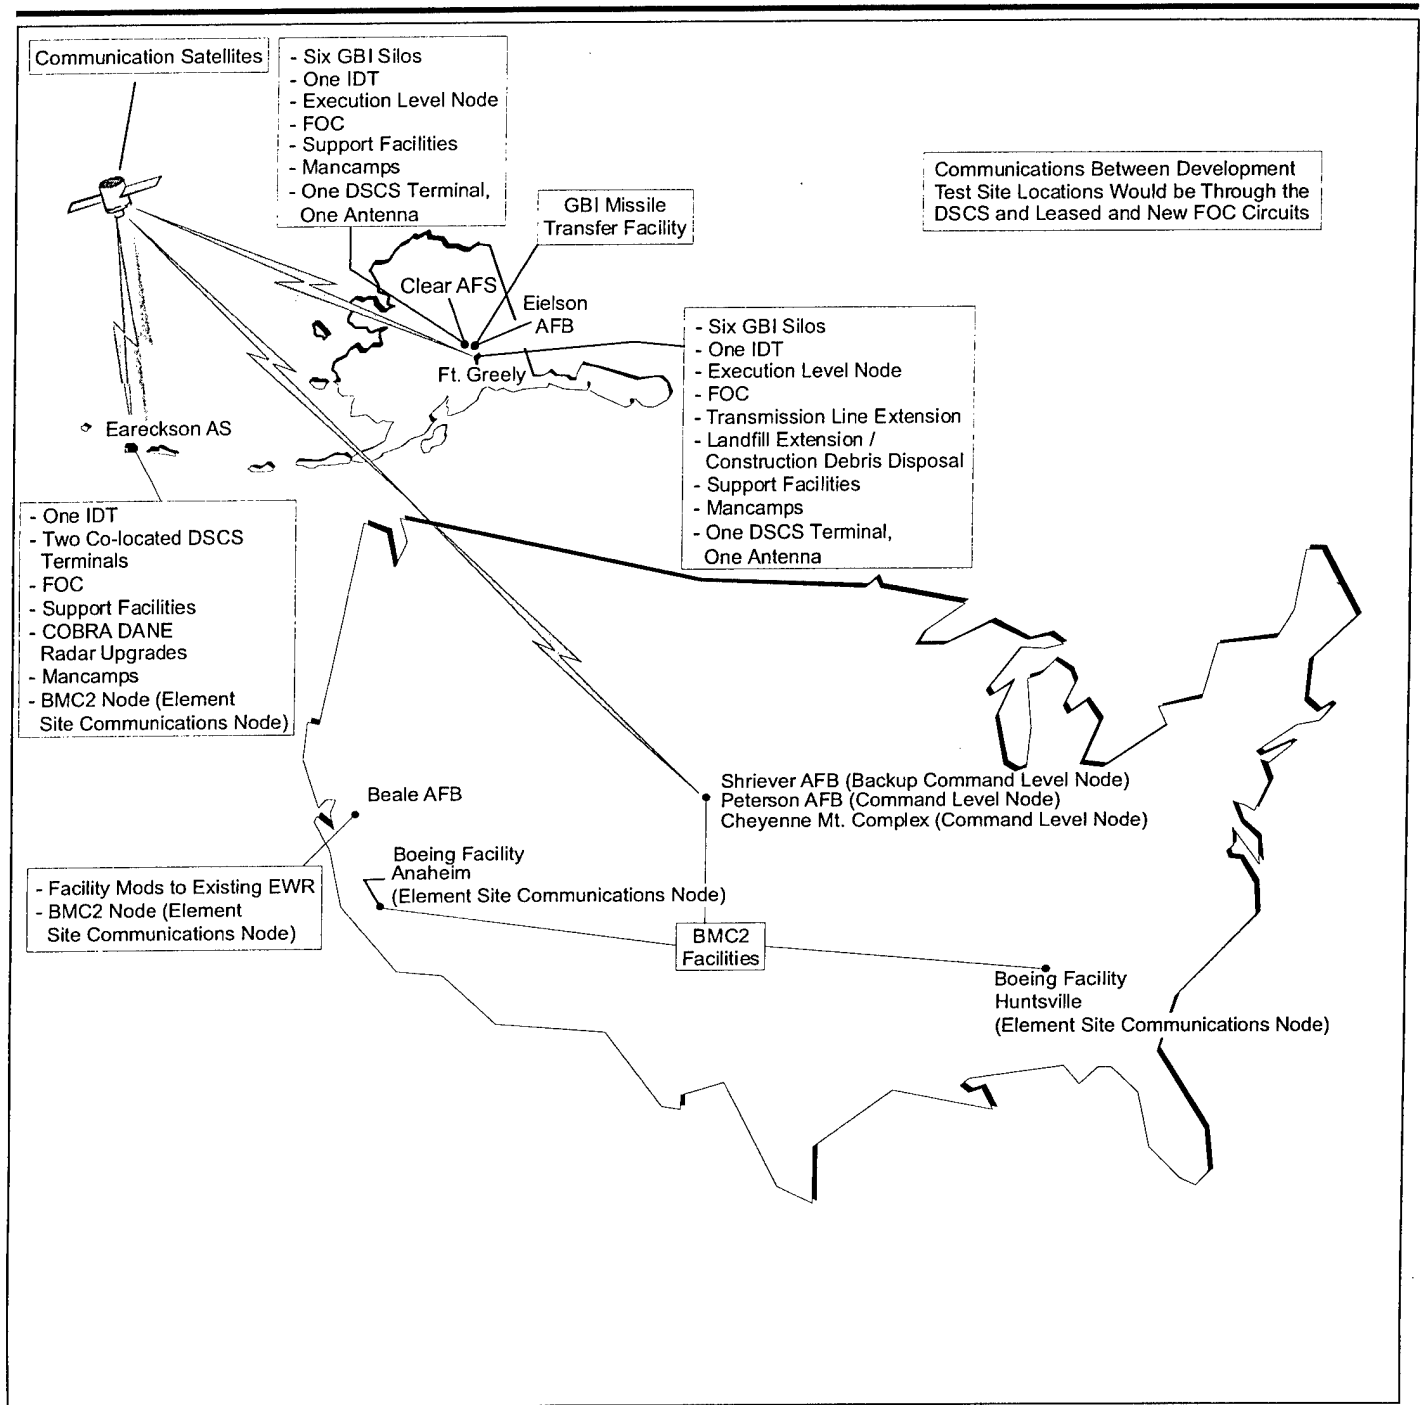 Communication Satellites
- Six GBI Silos
- One IDT
- Execution Level Node
- FOC
- Support Facilities
- Mancamps
- One DSCS Terminal,
One Antenna
GBI Missile
Transfer Facility
Communications Between Development
Test Site Locations Would be Through the
DSCS and Leased and New FOC Circuits
Clear AFS
Eielson
AFB
Ft. Greely
- Six GBI Silos
- One IDT
- Execution Level Node
- FOC
- Transmission Line Extension
- Landfill Extension /
Construction Debris Disposal
- Support Facilities
- Mancamps
- One DSCS Terminal,
One Antenna
Eareckson AS
- One IDT
- Two Co-located DSCS
Terminals
- FOC
- Support Facilities
- COBRA DANE
Radar Upgrades
- Mancamps
- BMC2 Node (Element
Site Communications Node)
Shriever AFB (Backup Command Level Node)
Peterson AFB (Command Level Node)
Cheyenne Mt. Complex (Command Level Node)
Beale AFB
- Facility Mods to Existing EWR
- BMC2 Node (Element
Site Communications Node)
Boeing Facility
Anaheim
(Element Site Communications Node)
BMC2
Facilities
Boeing Facility
Huntsville
(Element Site Communications Node)